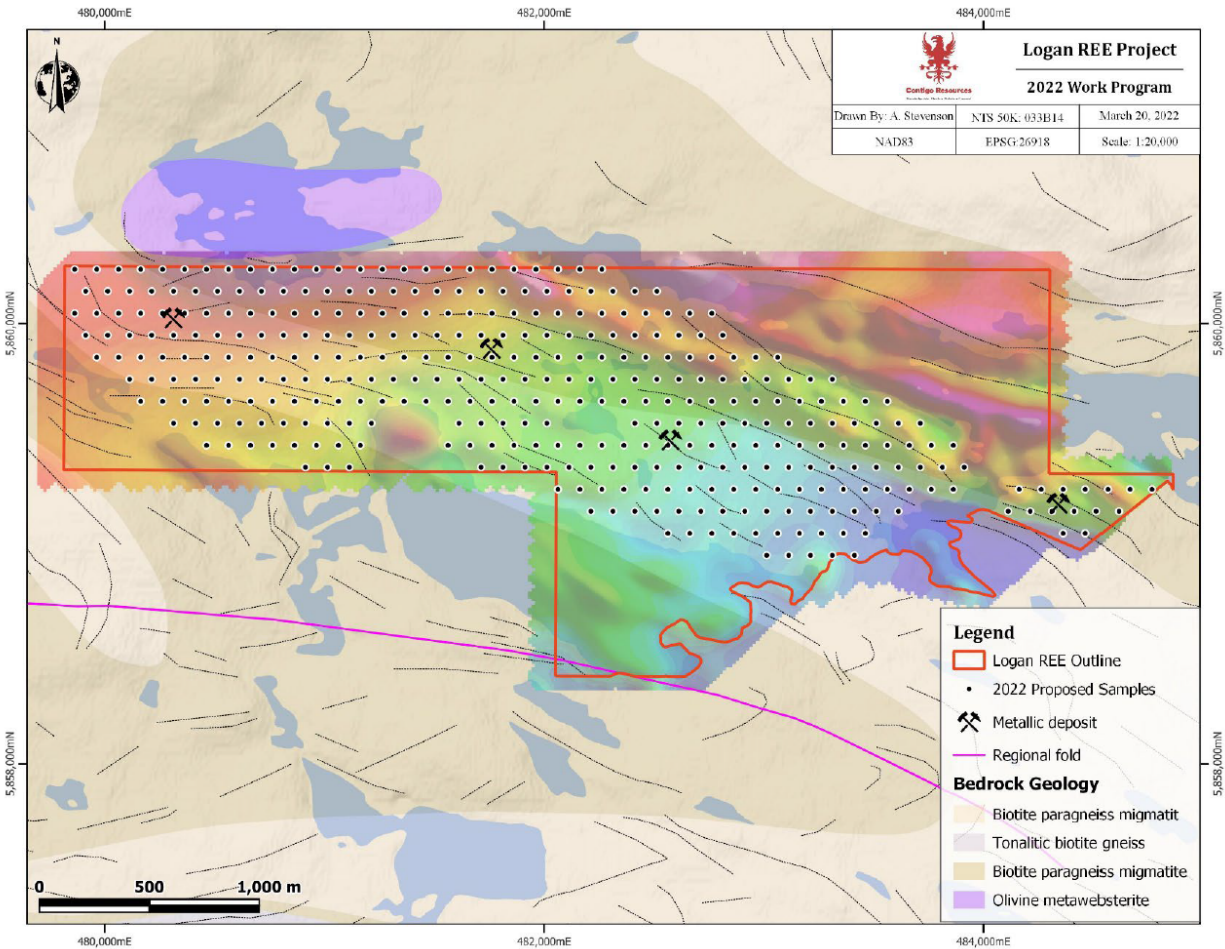 480,000mE
482,000mE
484,000mE
N
Contigo Resources
Logan REE Project
2022 Work Program
Drawn By: A. Stevenson
NTS 50K: 033B14
March 20, 2022
NAD83
EPSG:26918
Scale: 1:20,000
5,860,000mN
5,860,000mN
5,858,000mN
5,858,000mN
Legend
Logan REE Outline
2022 Proposed Samples
Metallic deposit
Regional fold
Bedrock Geology
Biotite paragneiss migmatit
Tonalitic biotite gneiss
Biotite paragneiss migmatite
Olivine metawebsterite
0 500 1,000 m
480,000mE
482,000mE
484,000mE